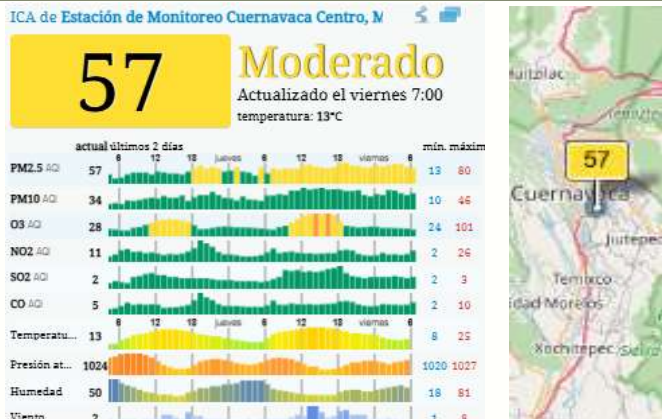 ICA de Estación de Monitoreo Cuernavaca Centro, M
57
Moderado
Actualizado el viernes 7:00
temperatura: 13°C
actual últimos 2 días
mín. máxim
6 12 18 jueves 6 12 18 viernes 6
PM2.5 AQI 57 13 80
PM10 AQI 34 10 46
O3 AQI 28 24 101
NO2 AQI 11 2 26
SO2 AQI 2 2 3
CO AQI 5 2 10
6 12 18 jueves 6 12 18 viernes 6
Temperatu... 13 8 25
Presión at... 1024 1020 1027
Humedad 50 18 81
Viento 2 1
57
Cuernavaca
Jiutepec
Temixco
Xochitepec